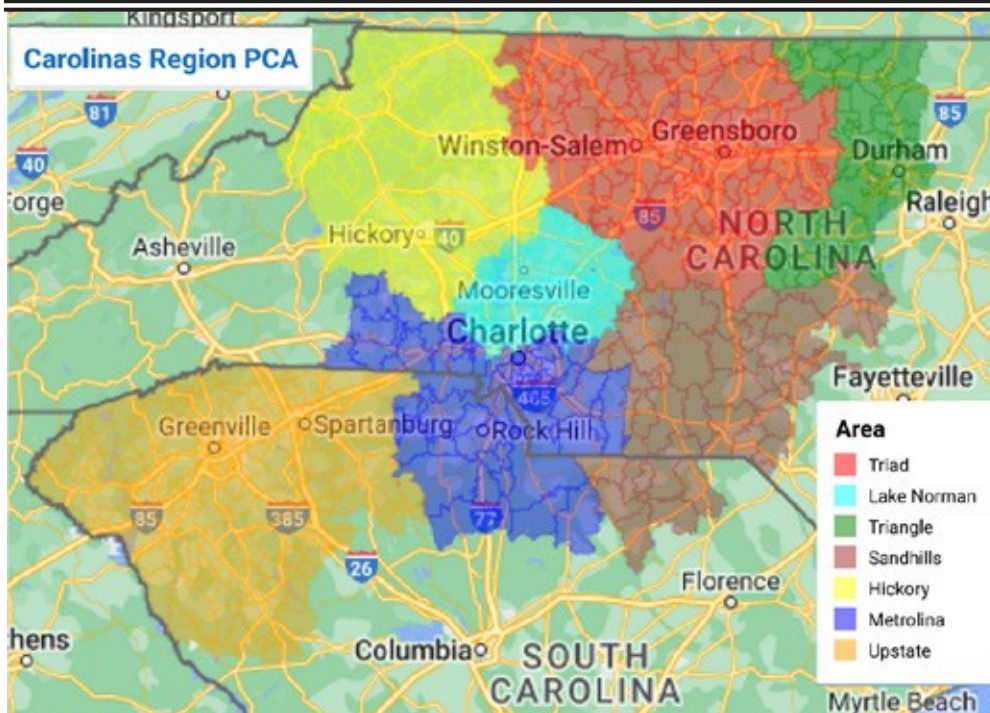 Kingsport
Carolinas Region PCA
81
85
40
Winston-Salem
Greensboro
Durham
Forge
Raleigh
85
Hickory
40
NORTH
CAROLINA
Asheville
Mooresville
Charlotte
Fayetteville
485
Greenville
Spartanburg
Rock Hill
Area
Triad
Lake Norman
Triangle
Sandhills
Hickory
Metrolina
Upstate
85
385
77
26
Florence
thens
Columbia
SOUTH
CAROLINA
Myrtle Beach